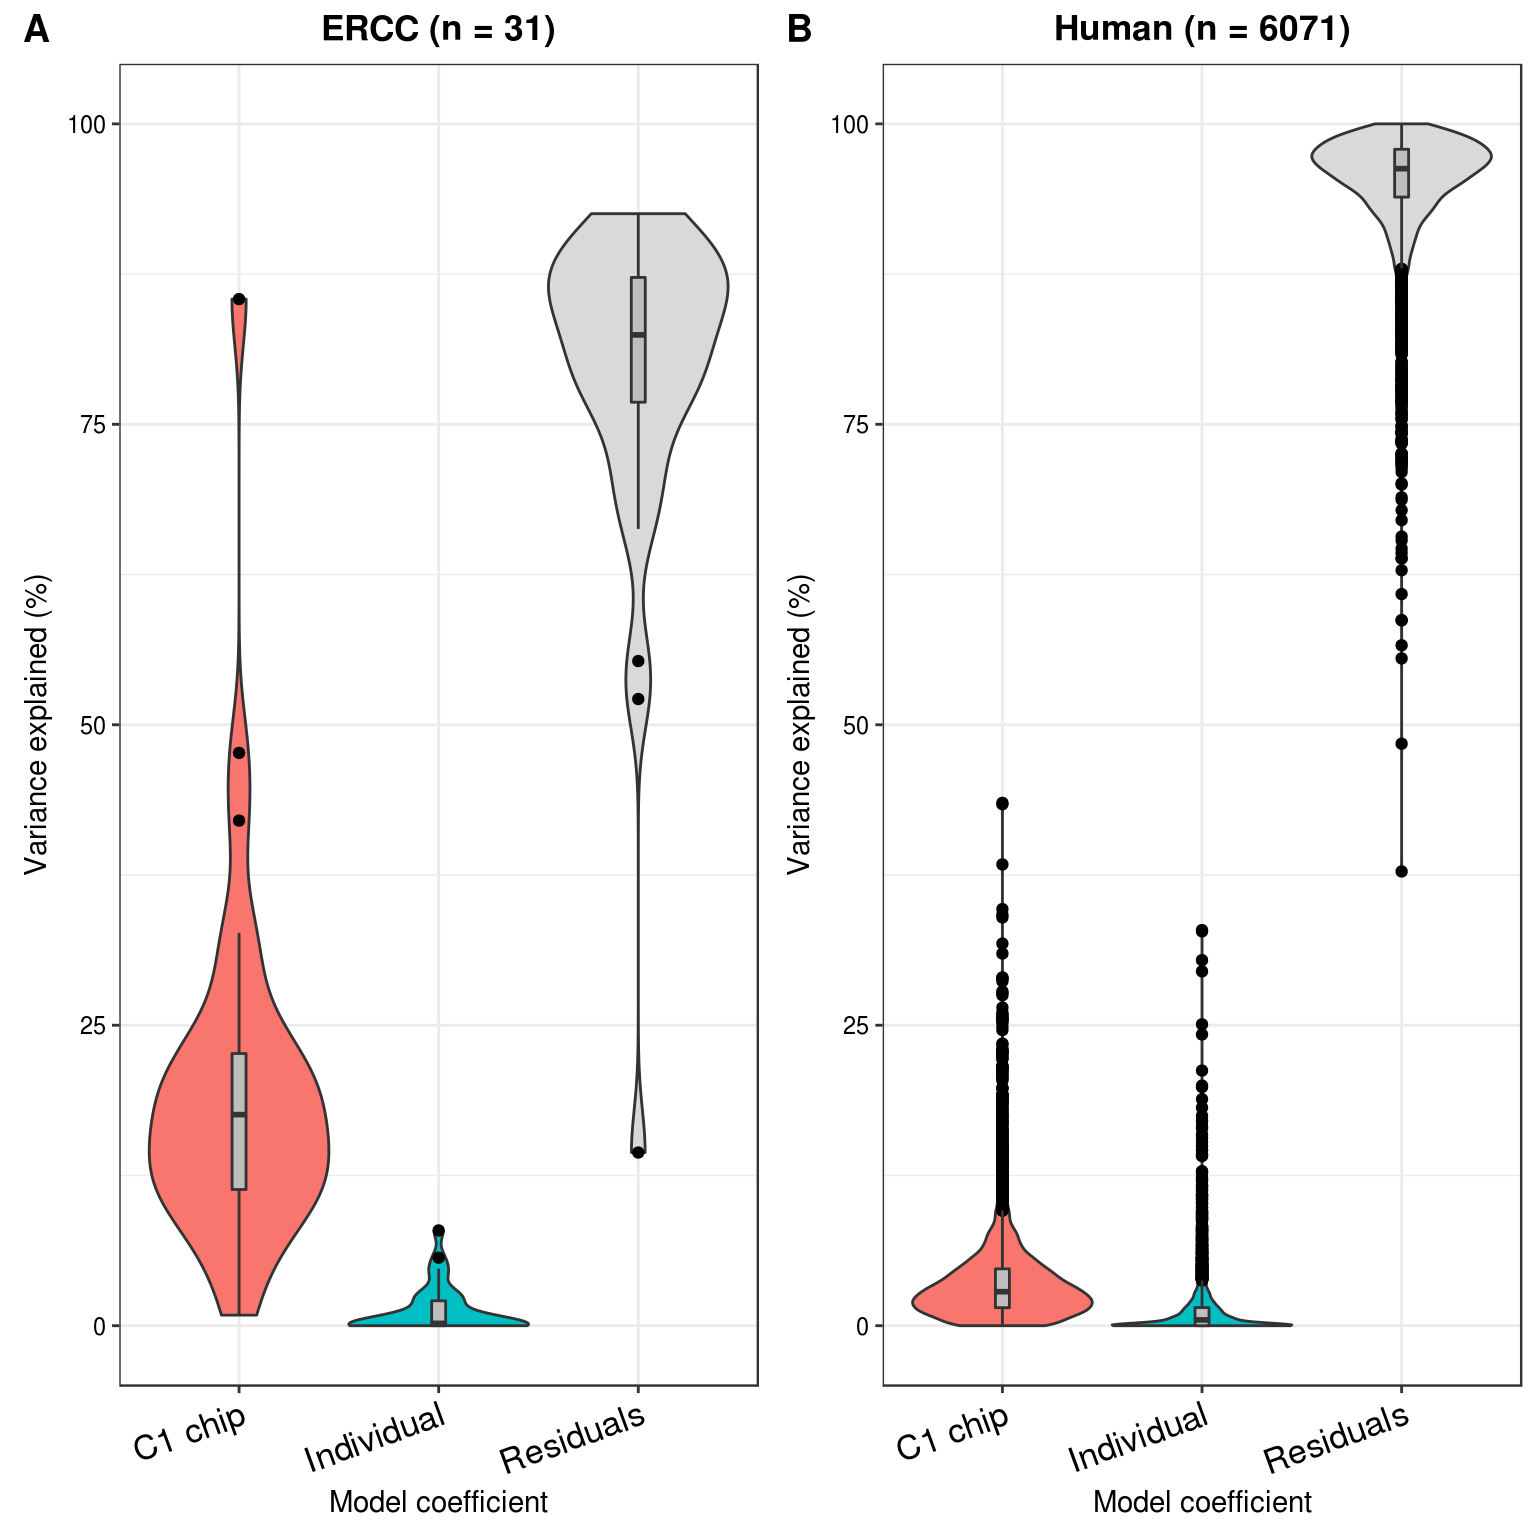 A
ERCC (n = 31)
Variance explained (%)
100
75
50
25
0
C1 chip
Individual
Residuals
Model coefficient
B
Human (n = 6071)
Variance explained (%)
100
75
50
25
0
C1 chip
Individual
Residuals
Model coefficient